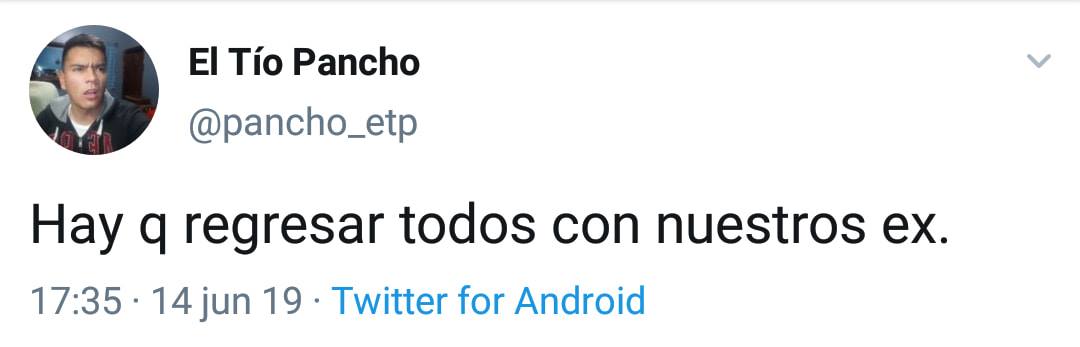 El Tío Pancho
@pancho_etp
Hay q regresar todos con nuestros ex.
17:35 · 14 jun 19 · Twitter for Android